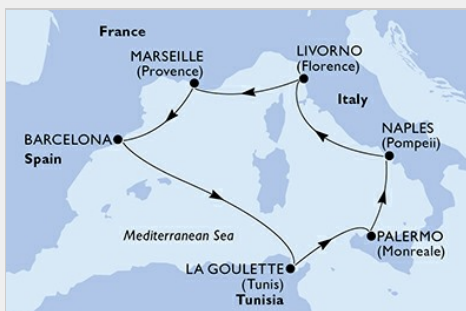 France
MARSEILLE
(Provence)
LIVORNO
(Florence)
Italy
BARCELONA
Spain
NAPLES
(Pompeii)
Mediterranean Sea
PALERMO
(Monreale)
LA GOULETTE
(Tunis)
Tunisia